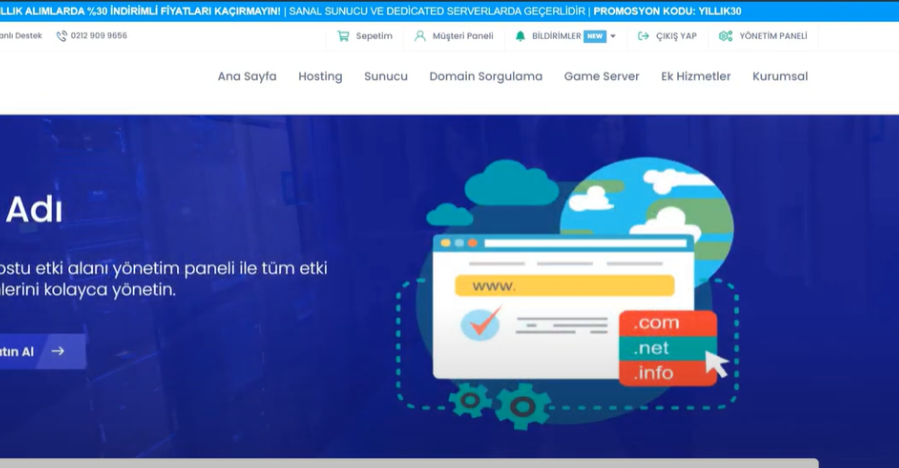 LLIK ALIMLARDA %30 İNDİRİMLİ FİYATLARI KAÇIRMAYIN! | SANAL SUNUCU VE DEDICATED SERVERLARDA GEÇERLİDİR | PROMOSYON KODU: YILLIK30
anlı Destek 0212 909 9656 Sepetim Müşteri Paneli BİLDİRİMLER NEW ÇIKIŞ YAP YÖNETİM PANELİ
Ana Sayfa Hosting Sunucu Domain Sorgulama Game Server Ek Hizmetler Kurumsal
Adı
ostu etki alanı yönetim paneli ile tüm etki
lerini kolayca yönetin.
atın Al
www.
.com
.net
.info